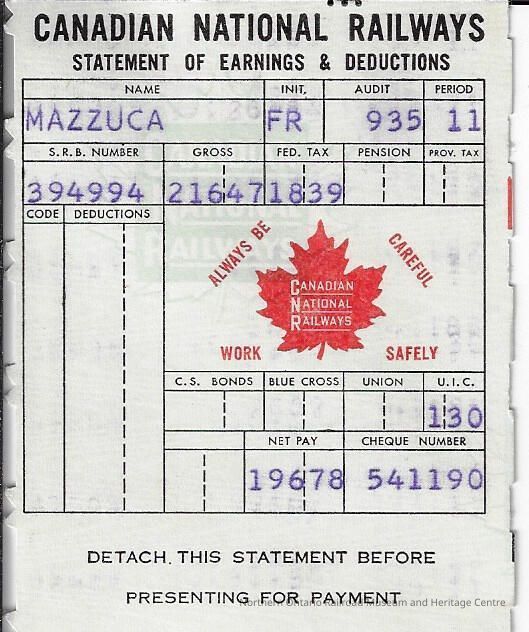 CANADIAN NATIONAL RAILWAYS
STATEMENT OF EARNINGS & DEDUCTIONS
NAME INIT. AUDIT PERIOD
MAZZUCA FR 935 11
S.R.B. NUMBER GROSS FED. TAX PENSION PROV. TAX
394994 21647 1839
CODE DEDUCTIONS
ALWAYS BE CAREFUL
CANADIAN
NATIONAL
RAILWAYS
WORK SAFELY
C.S. BONDS BLUE CROSS UNION U.I.C.
130
NET PAY CHEQUE NUMBER
19678 541190
DETACH THIS STATEMENT BEFORE
PRESENTING FOR PAYMENT
Northern Ontario Railroad Museum and Heritage Centre